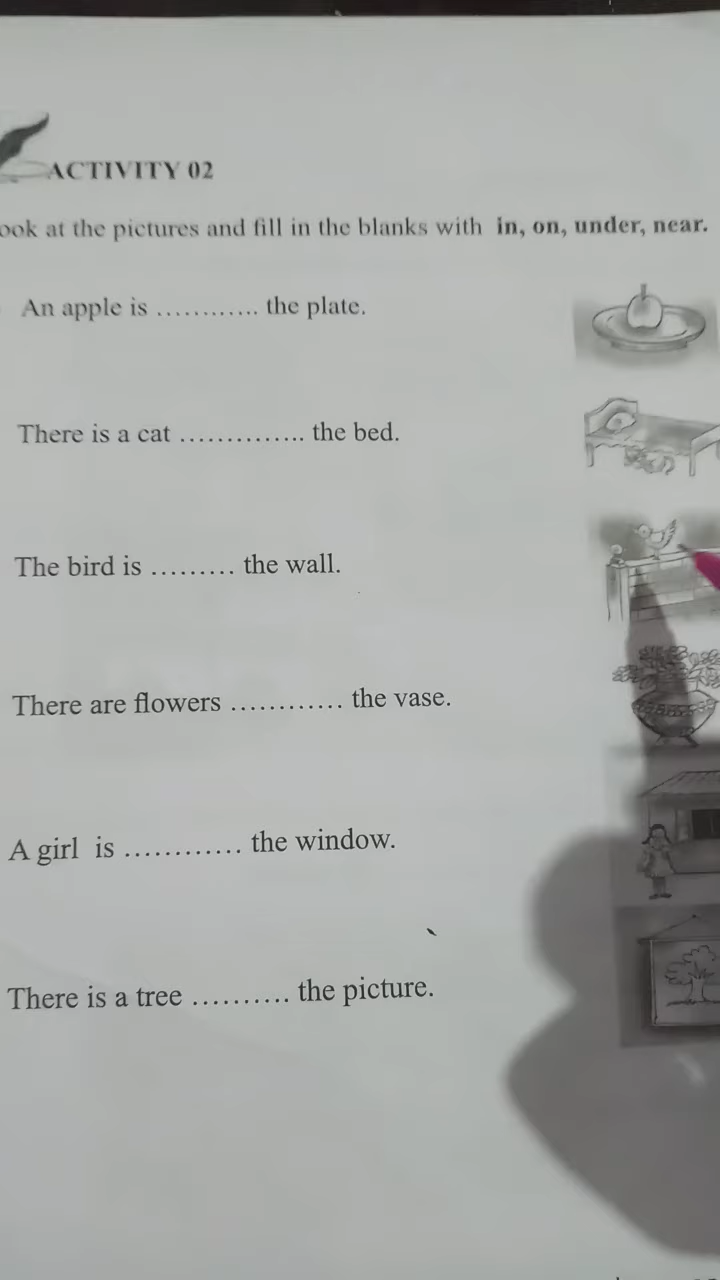 ACTIVITY 02
ook at the pictures and fill in the blanks with in, on, under, near.
An apple is ............ the plate.
There is a cat .............. the bed.
The bird is ......... the wall.
There are flowers ............ the vase.
A girl is ............ the window.
There is a tree .......... the picture.